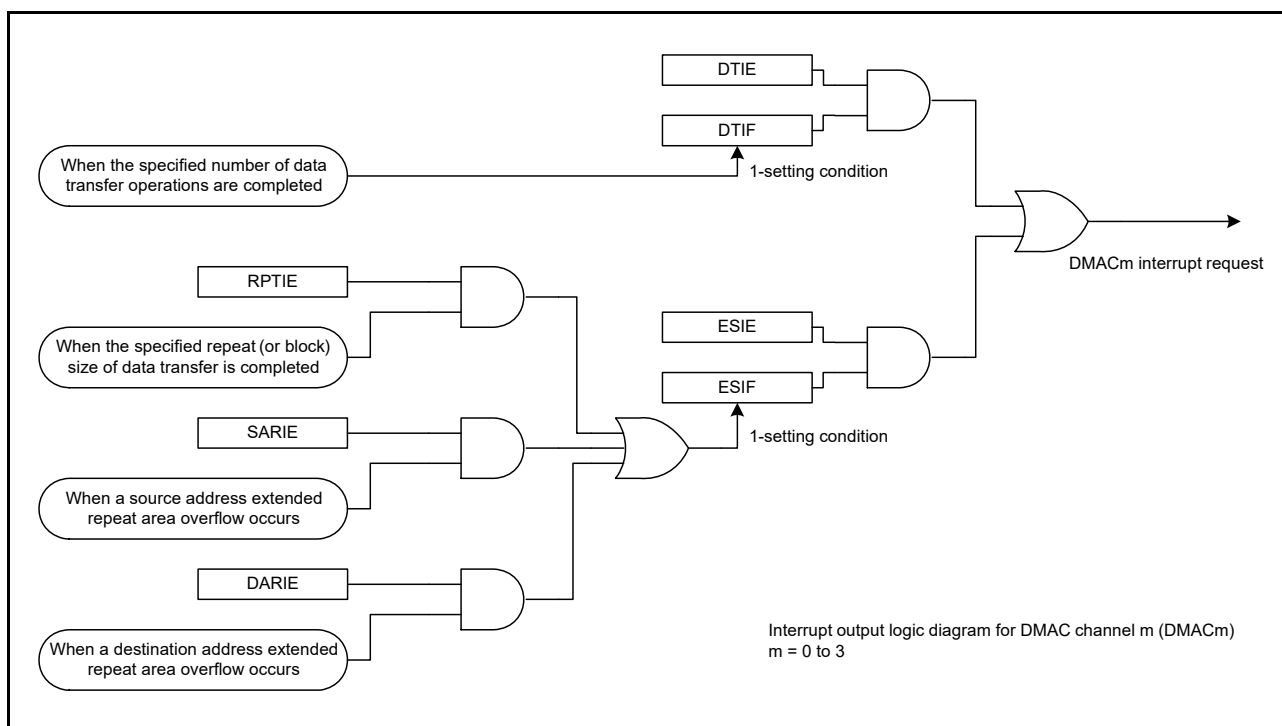 DTIE
DTIF
When the specified number of data
transfer operations are completed
1-setting condition
DMACm interrupt request
RPTIE
When the specified repeat (or block)
size of data transfer is completed
ESIE
ESIF
1-setting condition
SARIE
When a source address extended
repeat area overflow occurs
DARIE
When a destination address extended
repeat area overflow occurs
Interrupt output logic diagram for DMAC channel m (DMACm)
m = 0 to 3